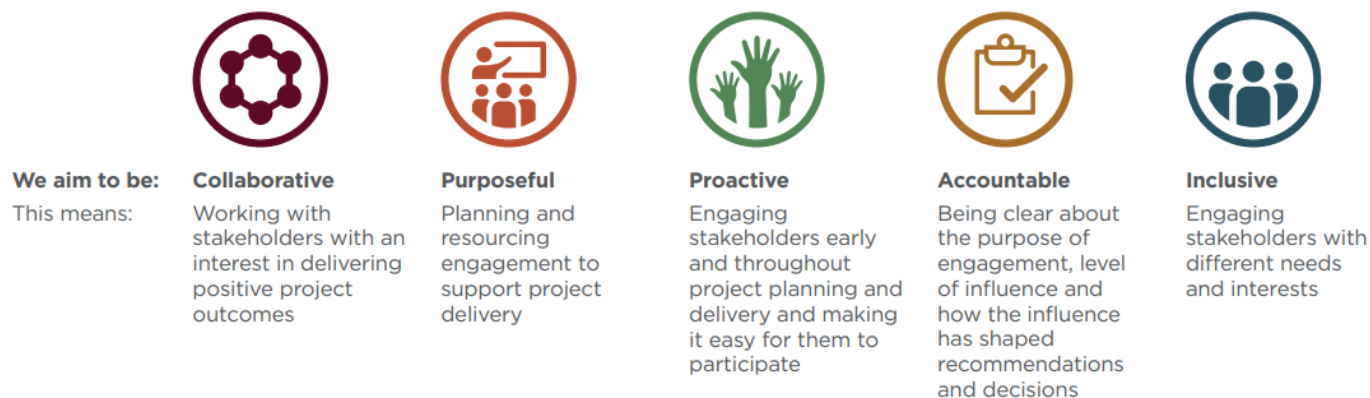 We aim to be:
This means:
Collaborative
Working with
stakeholders with an
interest in delivering
positive project
outcomes
Purposeful
Planning and
resourcing
engagement to
support project
delivery
Proactive
Engaging
stakeholders early
and throughout
project planning and
delivery and making
it easy for them to
participate
Accountable
Being clear about
the purpose of
engagement, level
of influence and
how the influence
has shaped
recommendations
and decisions
Inclusive
Engaging
stakeholders with
different needs
and interests